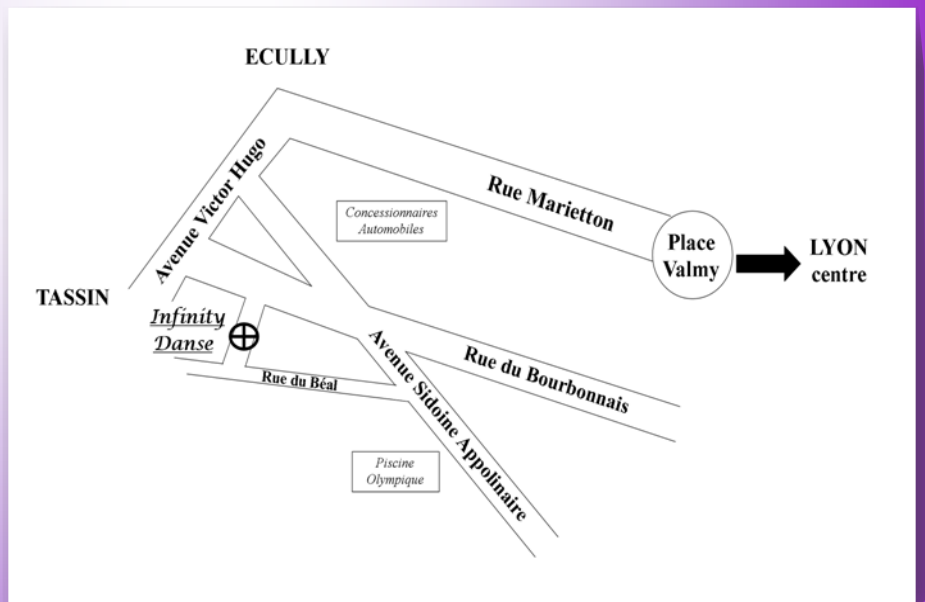 ECULLY
Avenue Victor Hugo
Rue Marietton
Concessionnaires
Automobiles
Place
Valmy
LYON
centre
TASSIN
Infinity
Danse
Rue du Béal
Avenue Sidoine Appolinaire
Rue du Bourbonnais
Piscine
Olympique